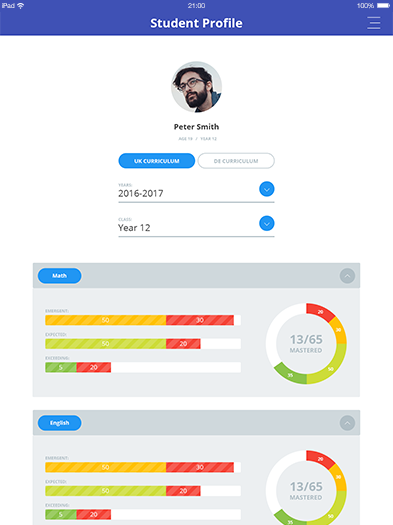 iPad 21:00 100%
Student Profile
Peter Smith
AGE 16 / YEAR 12
UK CURRICULUM DE CURRICULUM
YEARS:
2016-2017
CLASS:
Year 12
Math
EMERGENT:
50 30
EXPECTED:
50 20
EXCEEDING:
5 20
20
20
50
35
13/65
MASTERED
English
EMERGENT:
50 30
EXPECTED:
50 20
EXCEEDING:
5 20
20
50
35
13/65
MASTERED